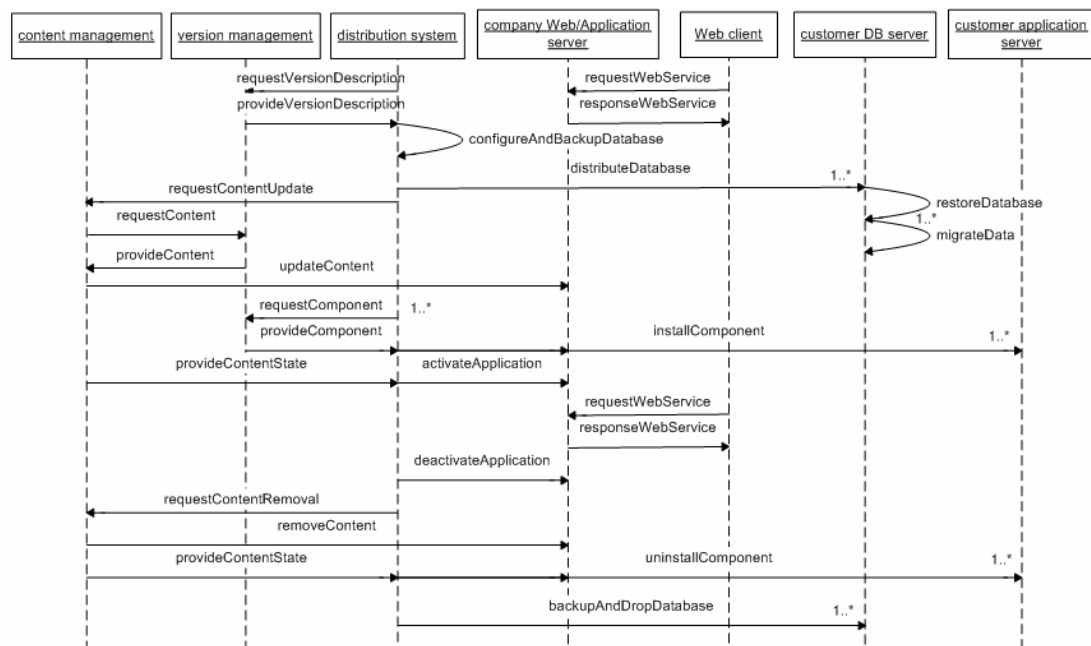 content management
version management
distribution system
company Web/Application
server
Web client
customer DB server
customer application
server
requestVersionDescription
requestWebService
provideVersionDescription
responseWebService
configureAndBackupDatabase
distributeDatabase
1..*
requestContentUpdate
restoreDatabase
requestContent
1..*
migrateData
provideContent
updateContent
requestComponent
1..*
provideComponent
installComponent
1..*
provideContentState
activateApplication
requestWebService
responseWebService
deactivateApplication
requestContentRemoval
removeContent
provideContentState
uninstallComponent
1..*
backupAndDropDatabase
1..*